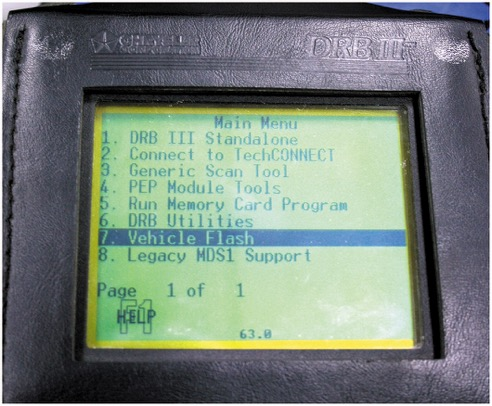 CHRYSLER
DRB III
Main Menu
1. DRB III Standalone
2. Connect to TechCONNECT
3. Generic Scan Tool
4. PEP Module Tools
5. Run Memory Card Program
6. DRB Utilities
7. Vehicle Flash
8. Legacy MDS1 Support
Page 1 of 1
F1
HELP
63.0